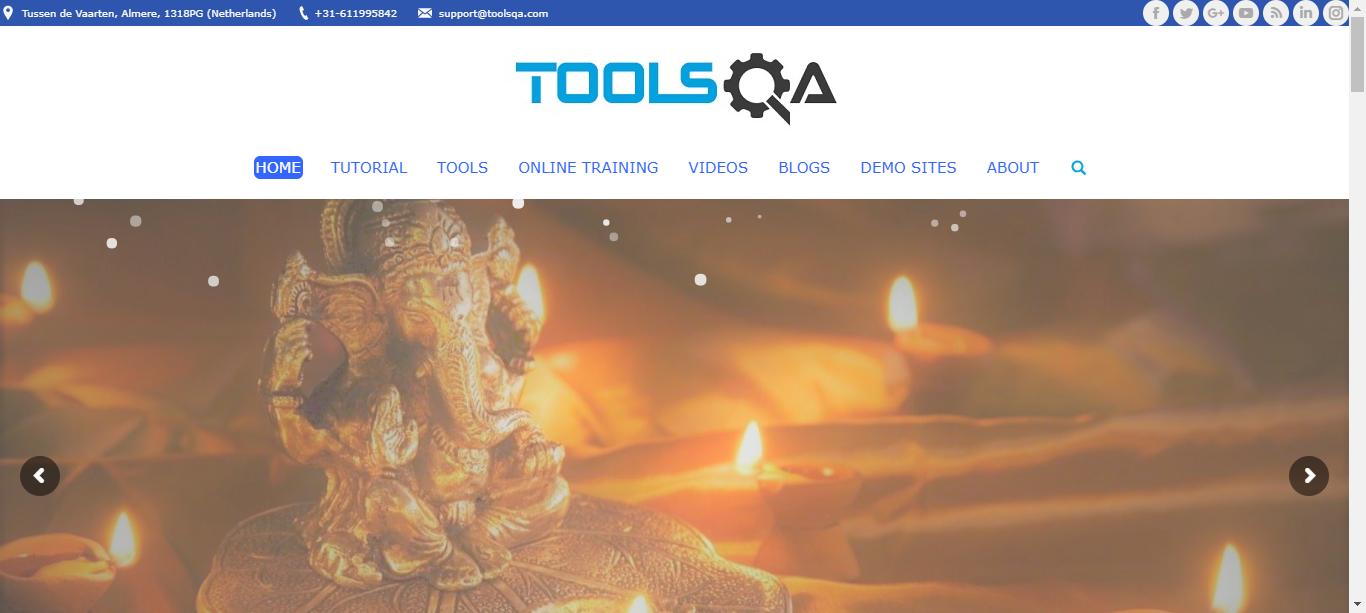 Tussen de Vaarten, Almere, 1318PG (Netherlands) +31-611995842 support@toolsqa.com
TOOLSQA
HOME TUTORIAL TOOLS ONLINE TRAINING VIDEOS BLOGS DEMO SITES ABOUT